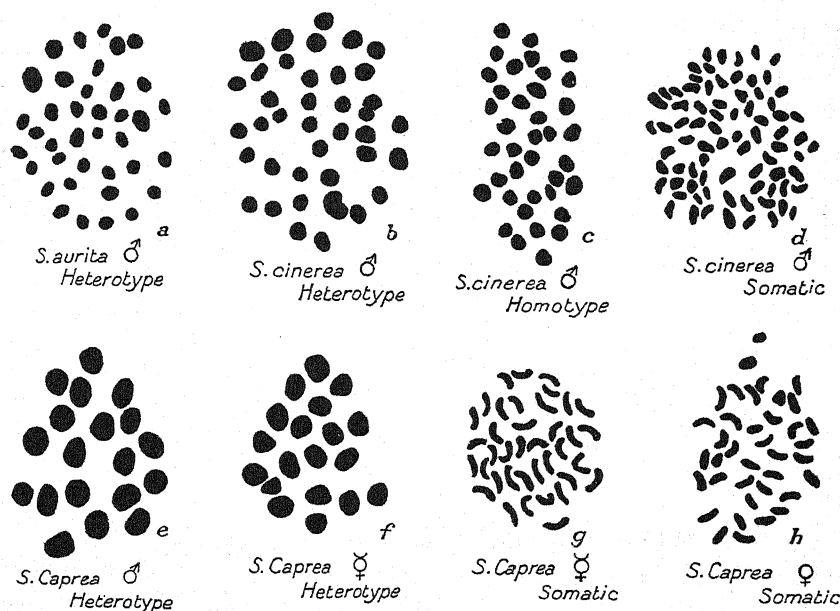 a
S. aurita ♂
Heterotype
b
S. cinerea ♂
Heterotype
c
S. cinerea ♂
Homotype
d
S. cinerea ♂
Somatic
e
S. Caprea ♂
Heterotype
f
S. Caprea ☿
Heterotype
g
S. Caprea ☿
Somatic
h
S. Caprea ♀
Somatic